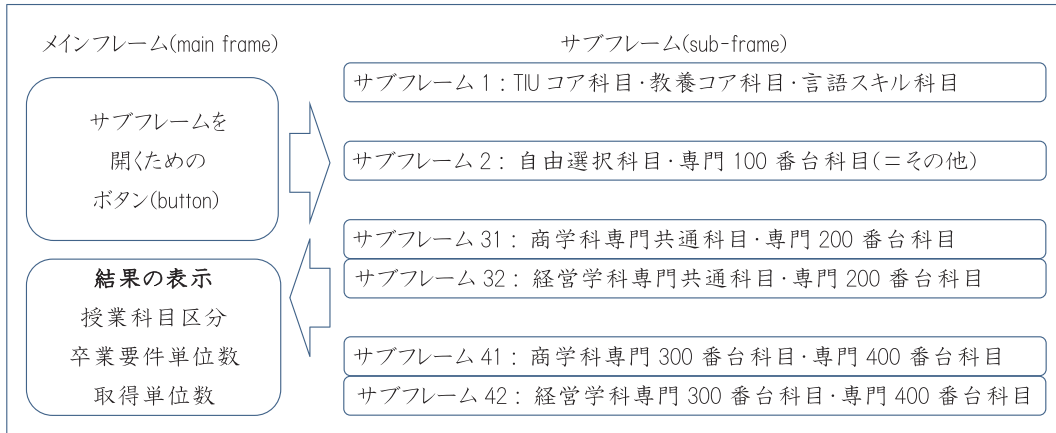 メインフレーム(main frame)
サブフレームを
開くための
ボタン(button)
結果の表示
授業科目区分
卒業要件単位数
取得単位数
サブフレーム(sub-frame)
サブフレーム 1 : TIU コア科目・教養コア科目・言語スキル科目
サブフレーム 2 : 自由選択科目・専門 100 番台科目(=その他)
サブフレーム 31 : 商学科専門共通科目・専門 200 番台科目
サブフレーム 32 : 経営学科専門共通科目・専門 200 番台科目
サブフレーム 41 : 商学科専門 300 番台科目・専門 400 番台科目
サブフレーム 42 : 経営学科専門 300 番台科目・専門 400 番台科目